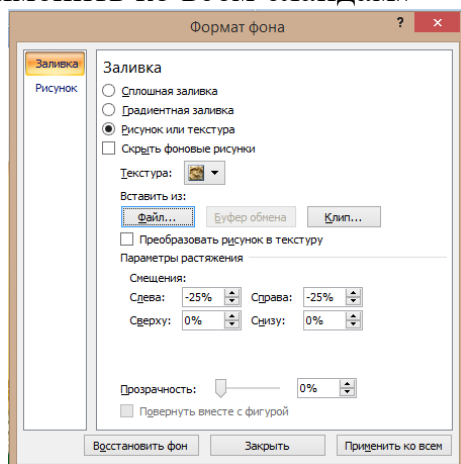 Формат фона
?
×
Заливка
Рисунок
Заливка
Сплошная заливка
Градиентная заливка
Рисунок или текстура
Скрыть фоновые рисунки
Текстура:
Вставить из:
Файл... Буфер обмена Клип...
Преобразовать рисунок в текстуру
Параметры растяжения
Смещения:
Слева: -25% Справа: -25%
Сверху: 0% Снизу: 0%
Прозрачность: 0%
Повернуть вместе с фигурой
Восстановить фон Закрыть Применить ко всем